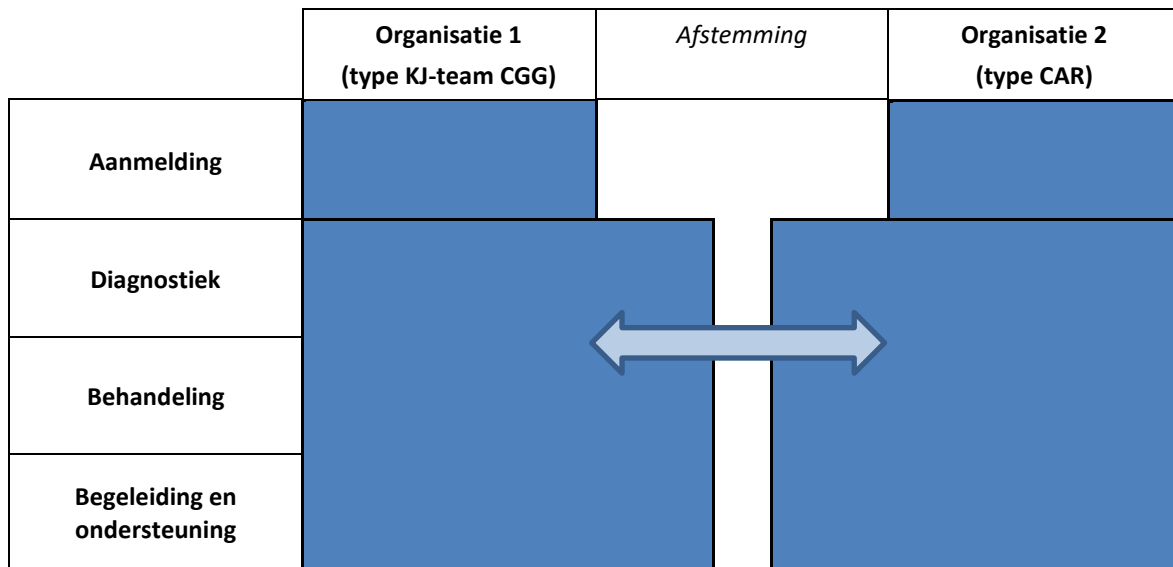 Organisatie 1
(type KJ-team CGG)
Afstemming
Organisatie 2
(type CAR)
Aanmelding
Diagnostiek
Behandeling
Begeleiding en
ondersteuning